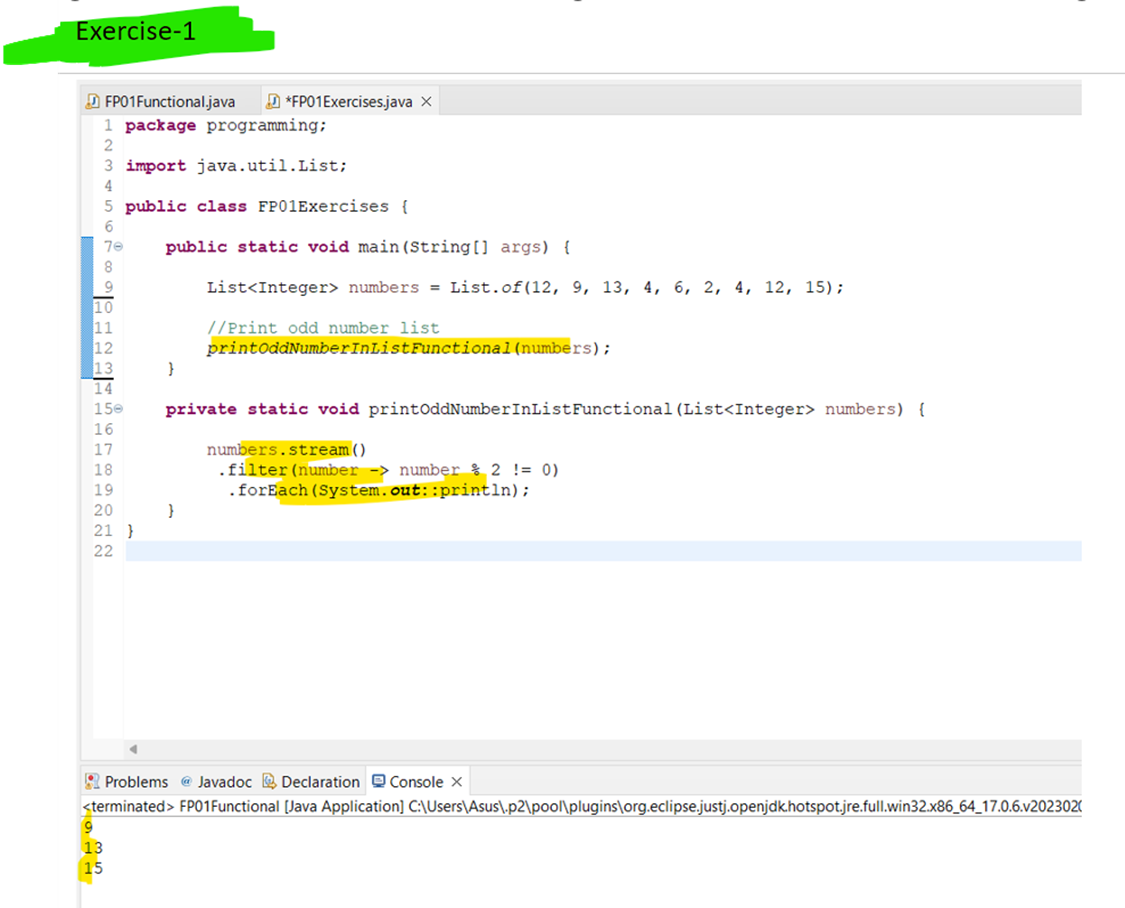 Exercise-1
FP01Functional.java *FP01Exercises.java
1 package programming;
2
3 import java.util.List;
4
5 public class FP01Exercises {
6
7 public static void main(String[] args) {
8
9 List<Integer> numbers = List.of(12, 9, 13, 4, 6, 2, 4, 12, 15);
10
11 //Print odd number list
12 printOddNumberInListFunctional(numbers);
13 }
14
15 private static void printOddNumberInListFunctional(List<Integer> numbers) {
16
17 numbers.stream()
18 .filter(number -> number % 2 != 0)
19 .forEach(System.out::println);
20 }
21 }
22
Problems @ Javadoc Declaration Console
<terminated> FP01Functional [Java Application] C:\Users\Asus\.p2\pool\plugins\org.eclipse.justj.openjdk.hotspot.jre.full.win32.x86_64_17.0.6.v202302
9
13
15